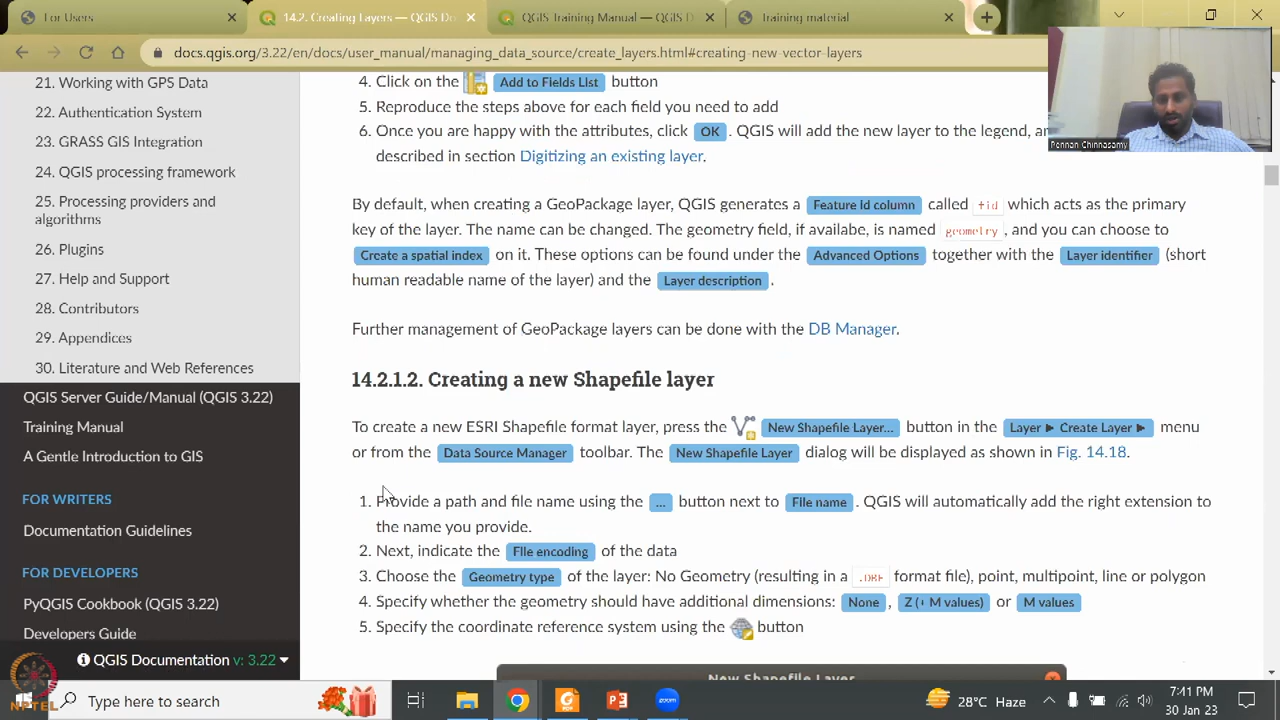 For Users
14.2. Creating Layers — QGIS Do
QGIS Training Manual — QGIS D
Training material
docs.qgis.org/3.22/en/docs/user_manual/managing_data_source/create_layers.html#creating-new-vector-layers
21. Working with GPS Data
22. Authentication System
23. GRASS GIS Integration
24. QGIS processing framework
25. Processing providers and
algorithms
26. Plugins
27. Help and Support
28. Contributors
29. Appendices
30. Literature and Web References
QGIS Server Guide/Manual (QGIS 3.22)
Training Manual
A Gentle Introduction to GIS
FOR WRITERS
Documentation Guidelines
FOR DEVELOPERS
PyQGIS Cookbook (QGIS 3.22)
Developers Guide
QGIS Documentation v: 3.22
4. Click on the Add to Fields List button
5. Reproduce the steps above for each field you need to add
6. Once you are happy with the attributes, click OK. QGIS will add the new layer to the legend, an
described in section Digitizing an existing layer.
By default, when creating a GeoPackage layer, QGIS generates a Feature Id column called fid which acts as the primary
key of the layer. The name can be changed. The geometry field, if availabe, is named geometry, and you can choose to
Create a spatial index on it. These options can be found under the Advanced Options together with the Layer identifier (short
human readable name of the layer) and the Layer description.
Further management of GeoPackage layers can be done with the DB Manager.
14.2.1.2. Creating a new Shapefile layer
To create a new ESRI Shapefile format layer, press the New Shapefile Layer... button in the Layer ► Create Layer ► menu
or from the Data Source Manager toolbar. The New Shapefile Layer dialog will be displayed as shown in Fig. 14.18.
1. Provide a path and file name using the ... button next to File name. QGIS will automatically add the right extension to
the name you provide.
2. Next, indicate the File encoding of the data
3. Choose the Geometry type of the layer: No Geometry (resulting in a .DBF format file), point, multipoint, line or polygon
4. Specify whether the geometry should have additional dimensions: None, Z (+ M values) or M values
5. Specify the coordinate reference system using the button
New Shapefile Layer
Pennan Chinnasamy
NPTEL
Type here to search
28°C Haze
7:41 PM
30 Jan 23